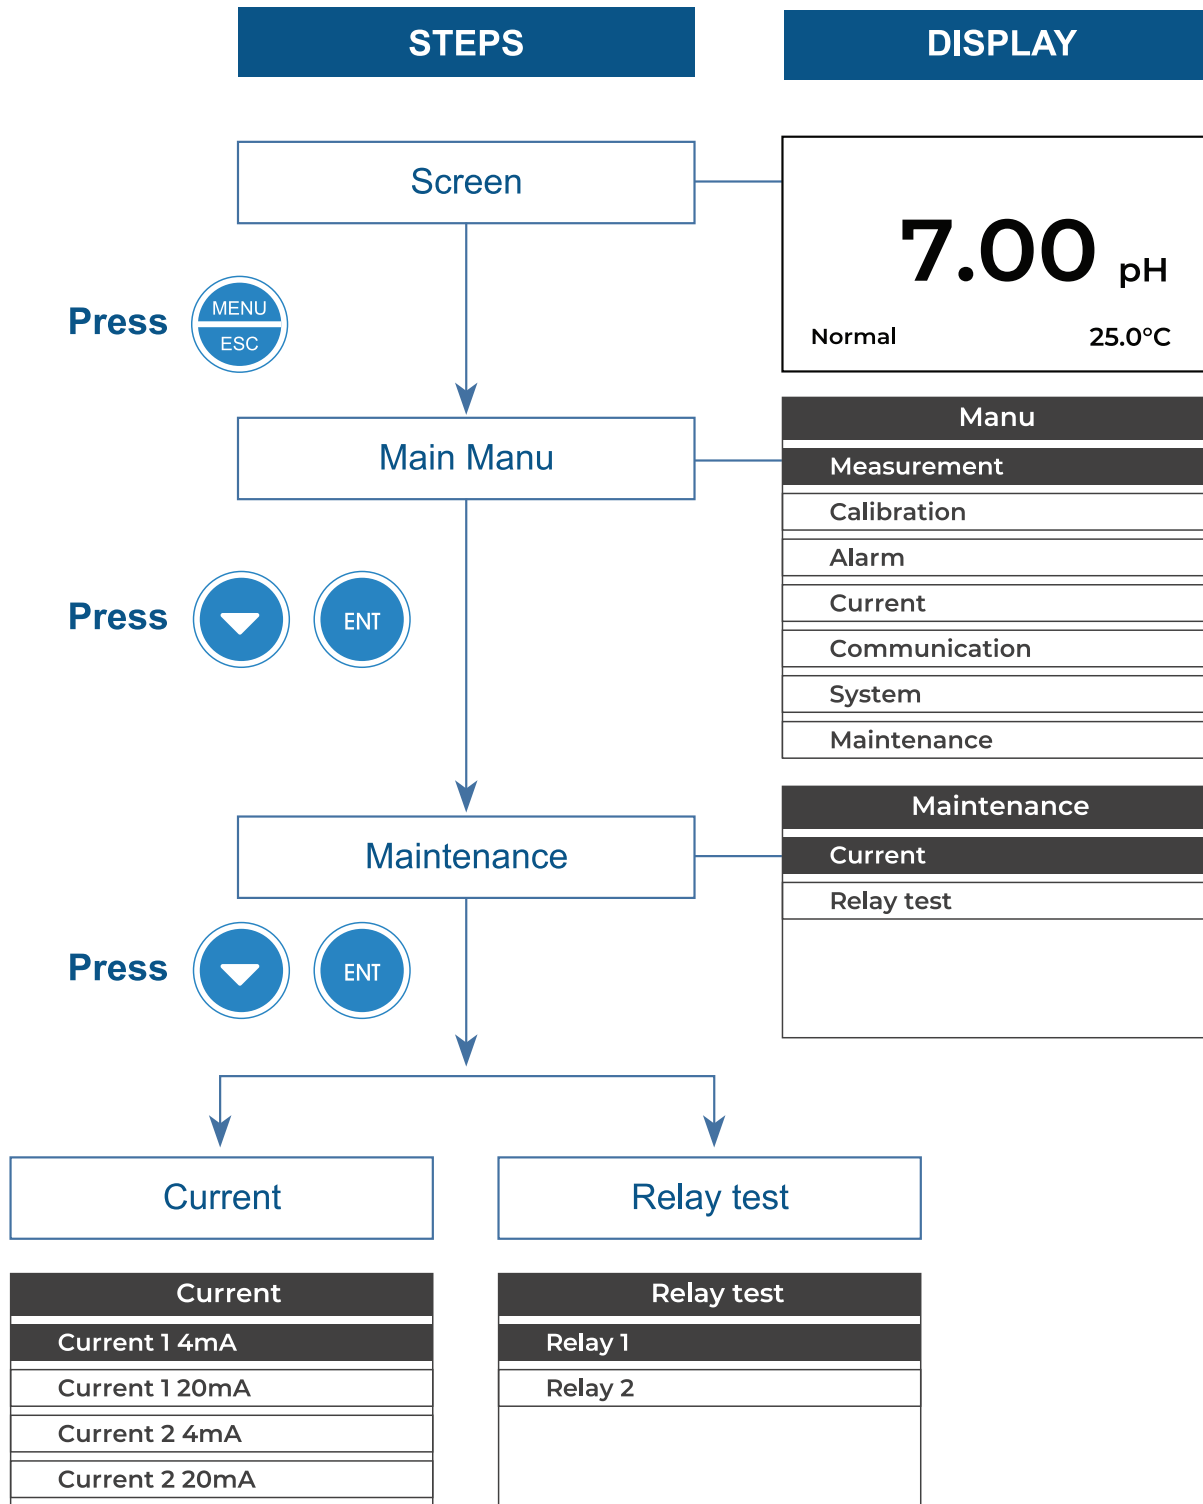 STEPS
DISPLAY
Screen
7.00 pH
Normal 25.0°C
Press
MENU
ESC
Main Manu
Manu
Measurement
Calibration
Alarm
Current
Communication
System
Maintenance
Press
ENT
Maintenance
Maintenance
Current
Relay test
Press
ENT
Current
Relay test
Current
Current 1 4mA
Current 1 20mA
Current 2 4mA
Current 2 20mA
Relay test
Relay 1
Relay 2